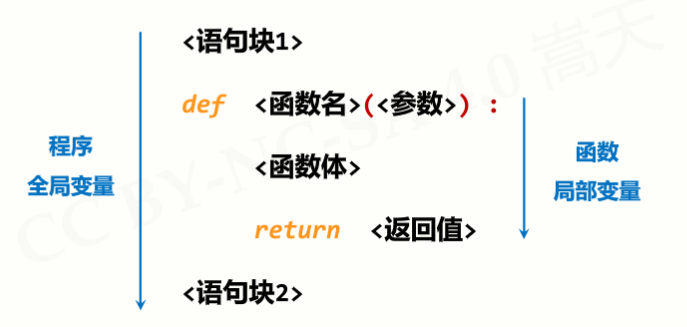 <语句块1>
def <函数名>(<参数>) :
程序
全局变量
<函数体>
return <返回值>
函数
局部变量
<语句块2>
CC BY-NC-SA 4.0 嵩天